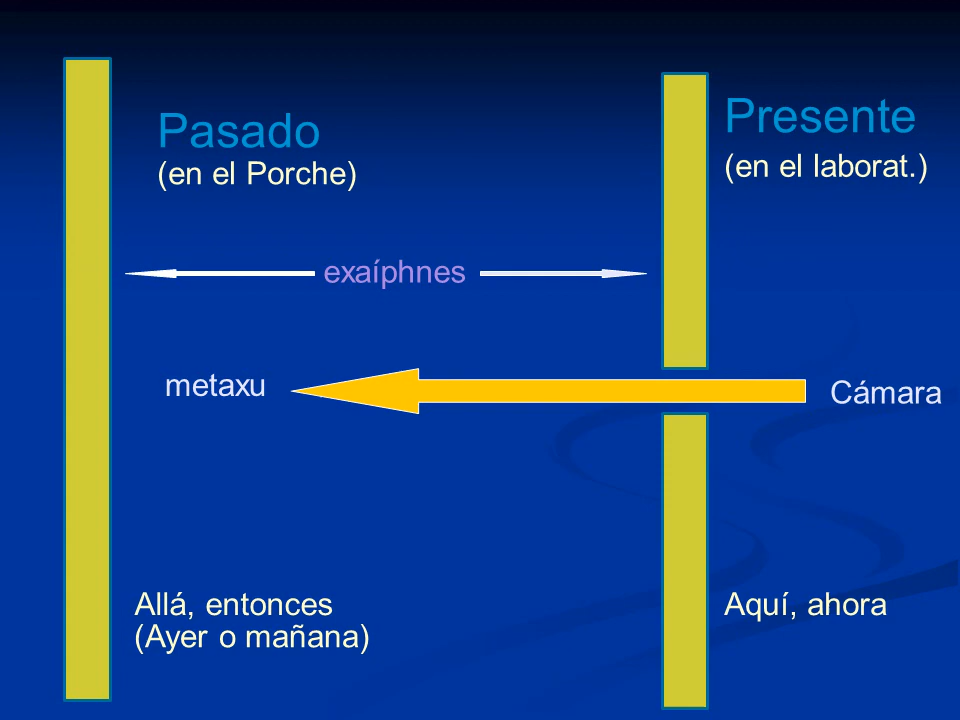 Pasado
(en el Porche)
Presente
(en el laborat.)
exaíphnes
metaxu
Cámara
Allá, entonces
(Ayer o mañana)
Aquí, ahora